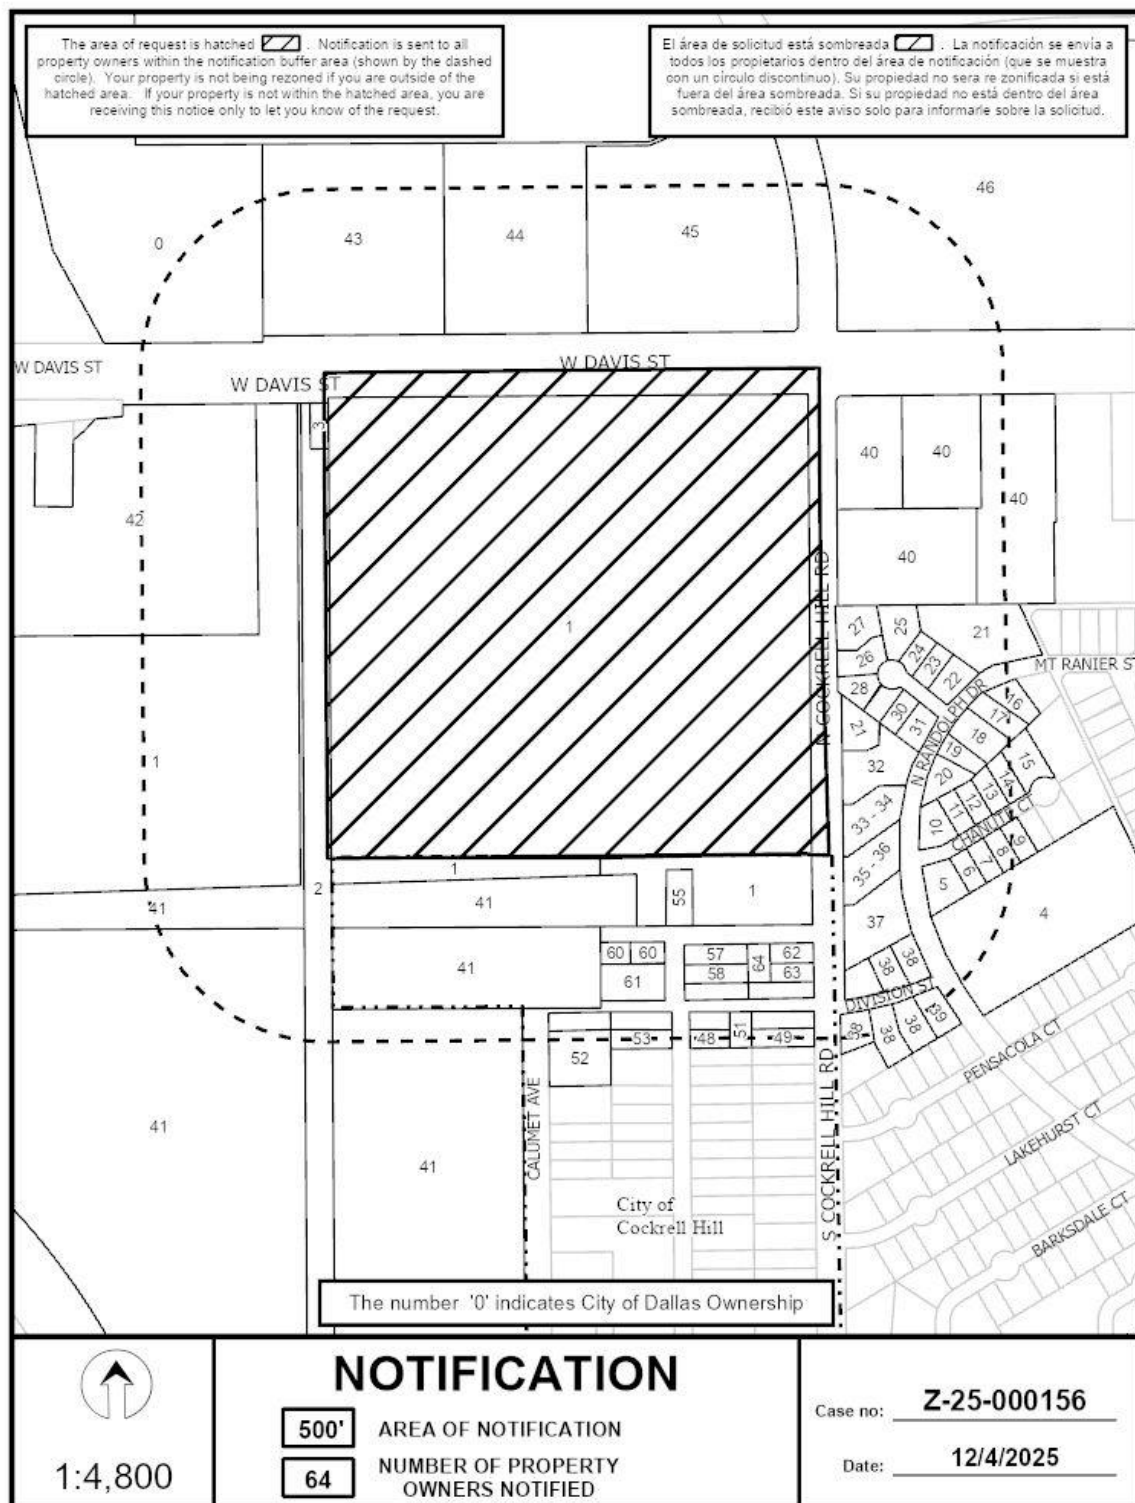 The area of request is hatched . Notification is sent to all
property owners within the notification buffer area (shown by the dashed
circle). Your property is not being rezoned if you are outside of the
hatched area. If your property is not within the hatched area, you are
receiving this notice only to let you know of the request.
El área de solicitud está sombreada . La notificación se envía a
todos los propietarios dentro del área de notificación (que se muestra
con un círculo discontinuo). Su propiedad no sera re zonificada si está
fuera del área sombreada. Si su propiedad no está dentro del área
sombreada, recibió este aviso solo para informarle sobre la solicitud.
46
0
43
44
45
W DAVIS ST
W DAVIS ST
W DAVIS ST
3
40
40
40
42
40
N COCKRELL HILL RD
1
27
25
21
24
23
26
22
MT RANIER ST
28
16
30
31
17
21
N RANDOLPH DR
18
19
15
1
32
20
14
13
12
11
33 - 34
10
CHANUTE CT
9
8
7
6
5
35 - 36
1
2
41
41
55
1
4
37
41
60
60
57
62
64
58
63
61
38
38
DIVISION ST
38
38
38
39
53
48
51
49
52
PENSACOLA CT
CALUMET AVE
S COCKRELL HILL RD
41
41
LAKEHURST CT
City of
Cockrell Hill
BARKSDALE CT
The number '0' indicates City of Dallas Ownership
1:4,800
NOTIFICATION
500' AREA OF NOTIFICATION
64 NUMBER OF PROPERTY
OWNERS NOTIFIED
Case no: Z-25-000156
Date: 12/4/2025